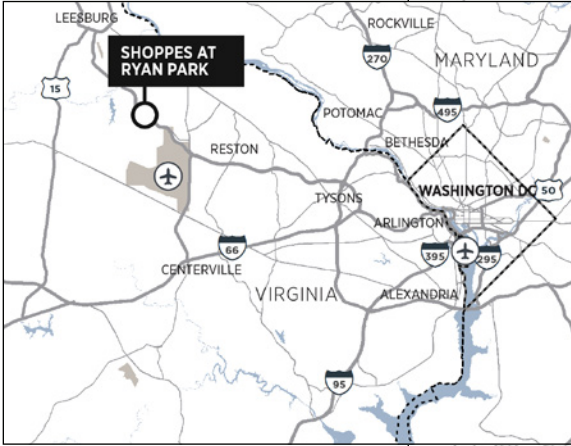 LEESBURG
ROCKVILLE
SHOPPES AT
RYAN PARK
270
MARYLAND
15
495
POTOMAC
BETHESDA
RESTON
WASHINGTON DC
50
TYSONS
ARLINGTON
66
395
295
CENTERVILLE
VIRGINIA
ALEXANDRIA
95